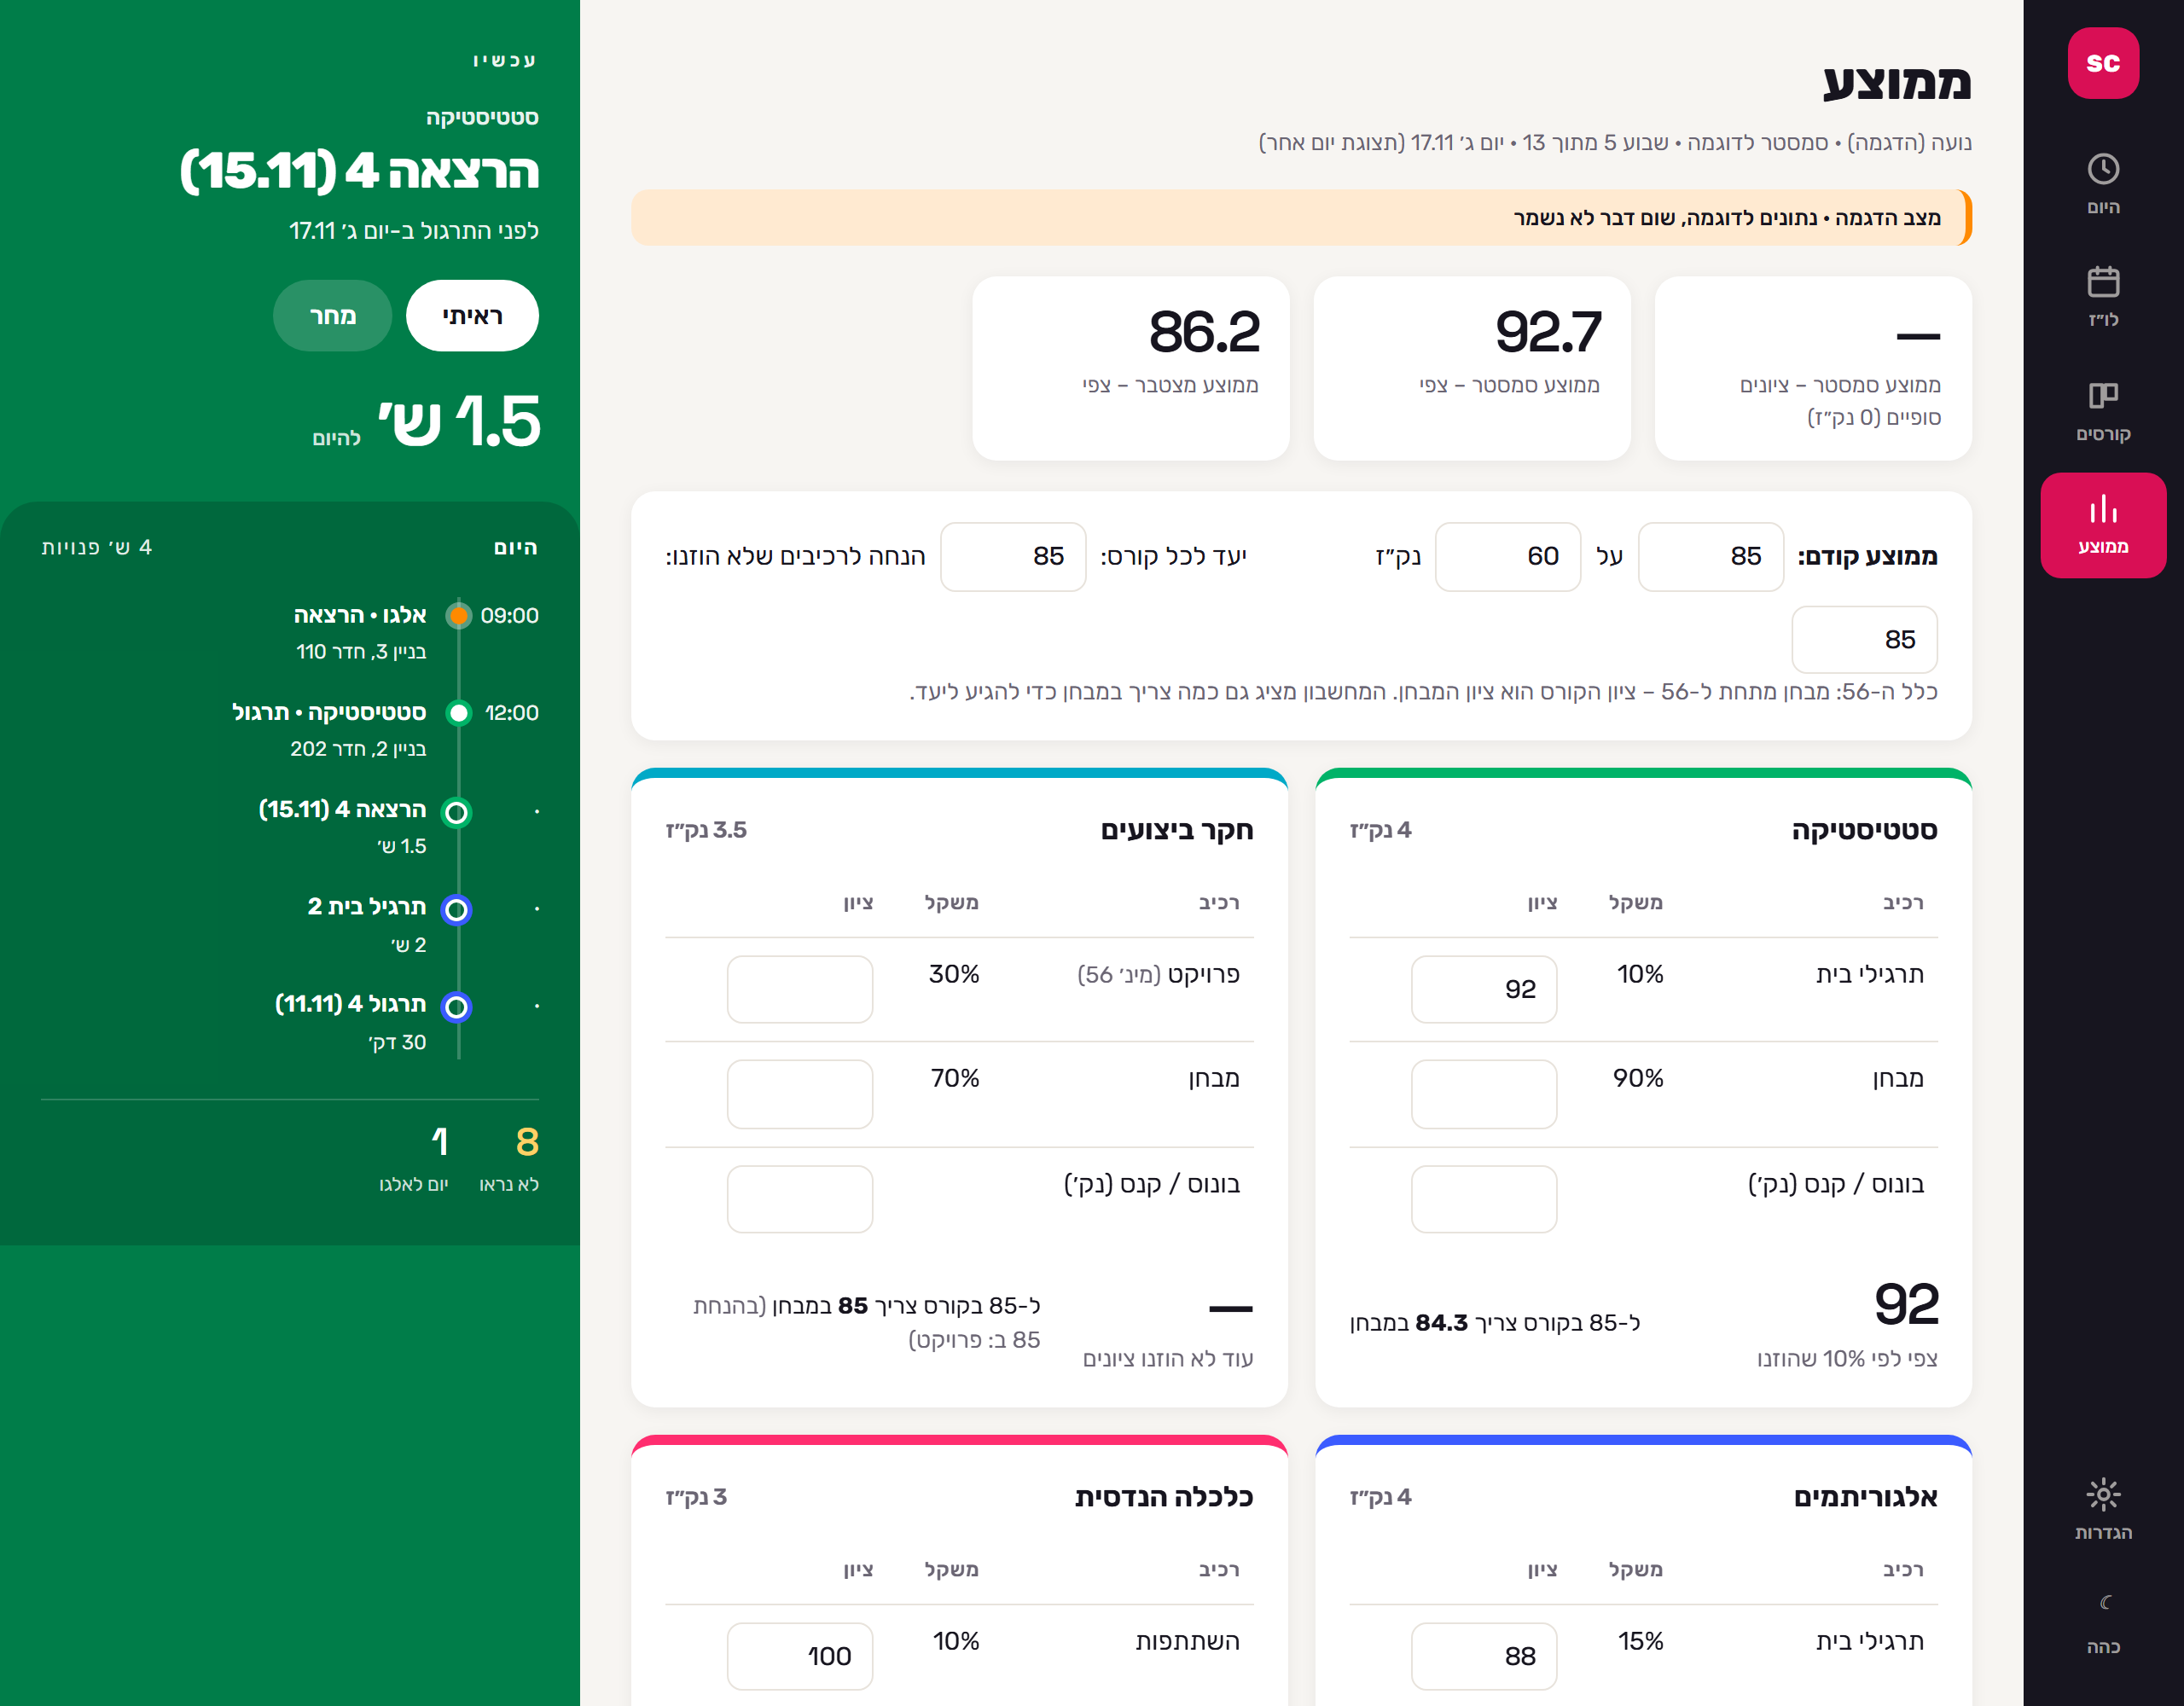 SC
היום
לו״ז
קורסים
ממוצע
הגדרות
כהה
ממוצע
נועה (הדגמה) • סמסטר לדוגמה • שבוע 5 מתוך 13 • יום ג׳ 17.11 (תצוגת יום אחר)
מצב הדגמה • נתונים לדוגמה, שום דבר לא נשמר
—
ממוצע סמסטר – ציונים
סופיים (0 נק״ז)
92.7
ממוצע סמסטר – צפי
86.2
ממוצע מצטבר – צפי
ממוצע קודם: 85 על 60 נק״ז יעד לכל קורס: 85 הנחה לרכיבים שלא הוזנו:
85
כלל ה-56: מבחן מתחת ל-56 – ציון הקורס הוא ציון המבחן. המחשבון מציג גם כמה צריך במבחן כדי להגיע ליעד.
סטטיסטיקה 4 נק״ז
רכיב משקל ציון
תרגילי בית 10% 92
מבחן 90%
בונוס / קנס (נק׳)
92
צפי לפי 10% שהוזנו
ל-85 בקורס צריך 84.3 במבחן
חקר ביצועים 3.5 נק״ז
רכיב משקל ציון
פרויקט (מינ׳ 56) 30%
מבחן 70%
בונוס / קנס (נק׳)
—
עוד לא הוזנו ציונים
ל-85 בקורס צריך 85 במבחן (בהנחת
85 ב: פרויקט)
אלגוריתמים 4 נק״ז
רכיב משקל ציון
תרגילי בית 15% 88
כלכלה הנדסית 3 נק״ז
רכיב משקל ציון
השתתפות 10% 100
עכשיו
סטטיסטיקה
הרצאה 4 (15.11)
לפני התרגול ב-יום ג׳ 17.11
ראיתי
מחר
1.5 ש׳ להיום
היום 4 ש׳ פנויות
09:00 אלגו • הרצאה
בניין 3, חדר 110
12:00 סטטיסטיקה • תרגול
בניין 2, חדר 202
· הרצאה 4 (15.11)
1.5 ש׳
· תרגיל בית 2
2 ש׳
· תרגול 4 (11.11)
30 דק׳
8
לא נראו
1
יום לאלגו